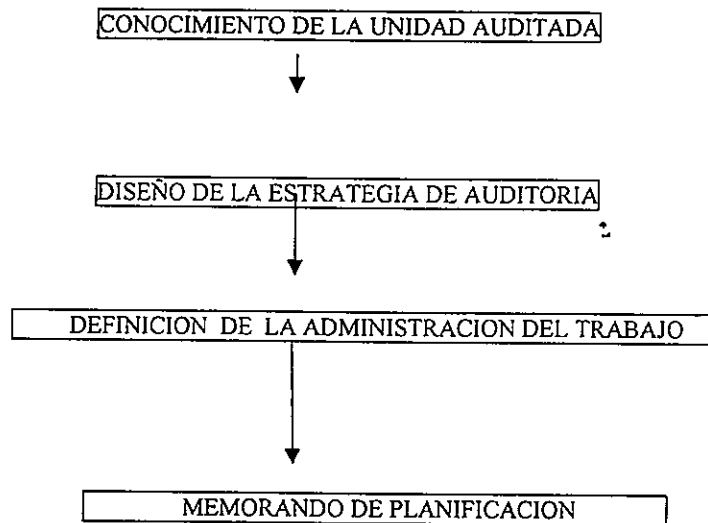 CONOCIMIENTO DE LA UNIDAD AUDITADA
DISEÑO DE LA ESTRATEGIA DE AUDITORIA
DEFINICION DE LA ADMINISTRACION DEL TRABAJO
MEMORANDO DE PLANIFICACION